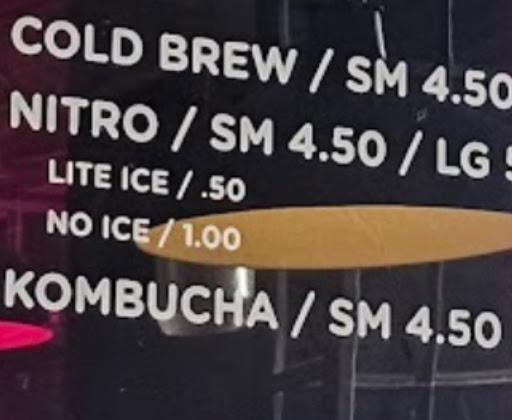 COLD BREW / SM 4.50
NITRO / SM 4.50 / LG
LITE ICE / .50
NO ICE / 1.00
KOMBUCHA / SM 4.50